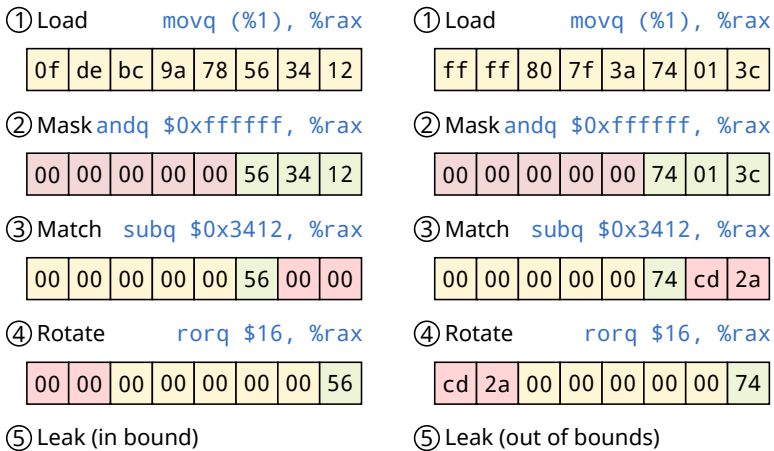 ① Load movq (%1), %rax
0f de bc 9a 78 56 34 12
② Mask andq $0xffffff, %rax
00 00 00 00 00 56 34 12
③ Match subq $0x3412, %rax
00 00 00 00 00 56 00 00
④ Rotate rorq $16, %rax
00 00 00 00 00 00 00 56
⑤ Leak (in bound)
① Load movq (%1), %rax
ff ff 80 7f 3a 74 01 3c
② Mask andq $0xffffff, %rax
00 00 00 00 00 74 01 3c
③ Match subq $0x3412, %rax
00 00 00 00 00 74 cd 2a
④ Rotate rorq $16, %rax
cd 2a 00 00 00 00 00 74
⑤ Leak (out of bounds)